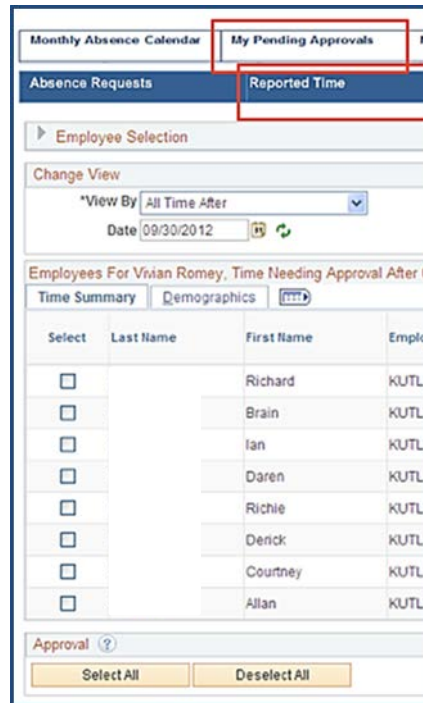 Monthly Absence Calendar My Pending Approvals
Absence Requests Reported Time
Employee Selection
Change View
*View By All Time After
Date 09/30/2012
Employees For Vivian Romey, Time Needing Approval After
Time Summary Demographics
Select Last Name First Name Emplo
Richard KUTL
Brain KUTL
Ian KUTL
Daren KUTL
Richie KUTL
Derick KUTL
Courtney KUTL
Allan KUTL
Approval ?
Select All Deselect All